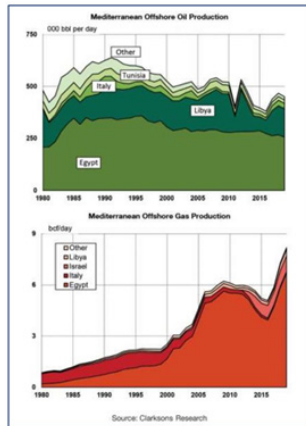 Mediterranean Offshore Oil Production
750
000 bbl per day
Other
Tunisia
500
Italy
Libya
250
Egypt
0
1980 1985 1990 1995 2000 2005 2010 2015
Mediterranean Offshore Gas Production
bcf/day
9
Other
Libya
Israel
Italy
Egypt
6
3
0
1980 1985 1990 1995 2000 2005 2010 2015
Source: Clarksons Research